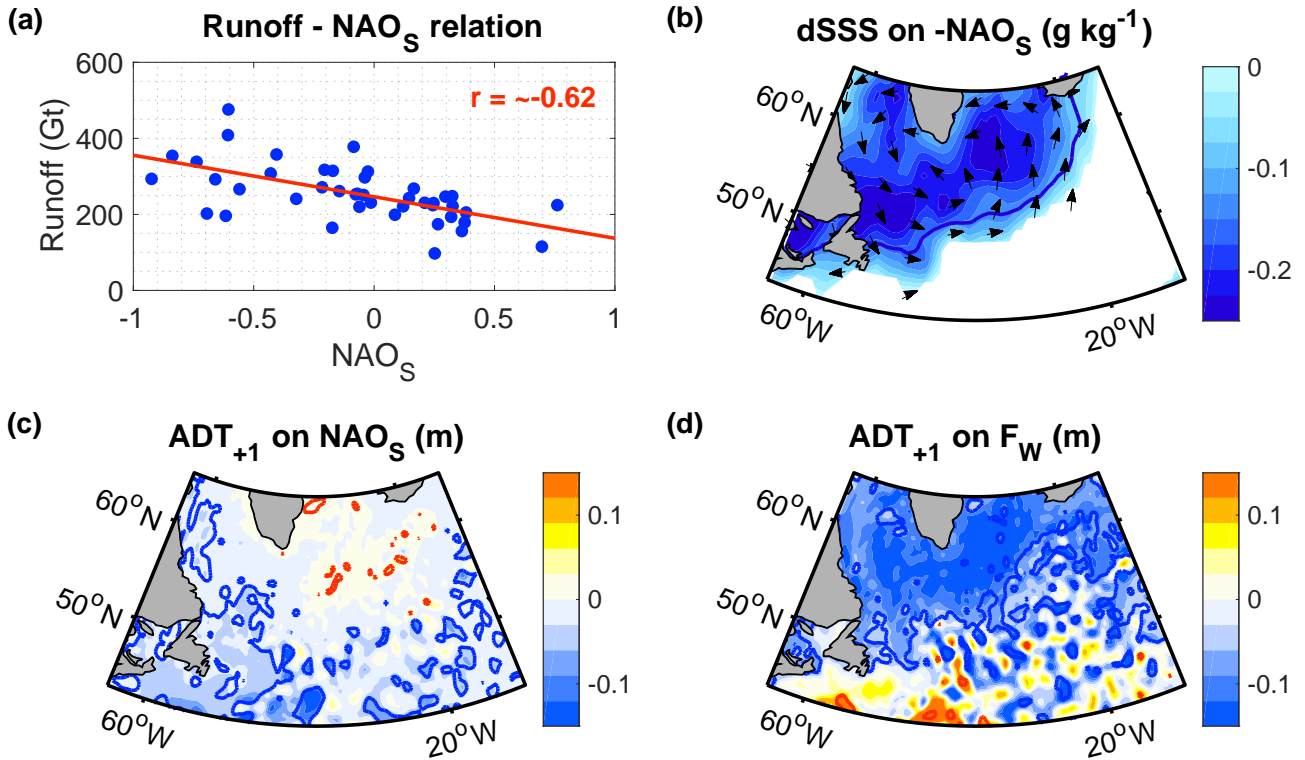 (a)
Runoff - NAO_S relation
600
400
200
0
Runoff (Gt)
r = ~-0.62
-1
-0.5
0
0.5
1
NAO_S
(b)
dSSS on -NAO_S (g kg^-1)
60°N
50°N
60°W
20°W
0
-0.1
-0.2
(c)
ADT_+1 on NAO_S (m)
60°N
50°N
60°W
20°W
0.1
0
-0.1
(d)
ADT_+1 on F_W (m)
60°N
50°N
60°W
20°W
0.1
0
-0.1